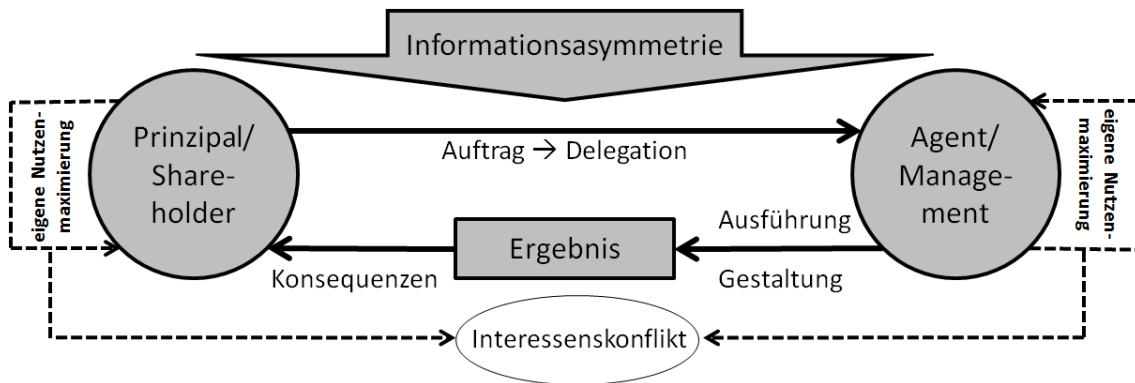 Informationsasymmetrie
eigene Nutzen-
maximierung
Prinzipal/
Share-
holder
Auftrag → Delegation
Agent/
Manage-
ment
eigene Nutzen-
maximierung
Ausführung
Ergebnis
Konsequenzen
Gestaltung
Interessenskonflikt